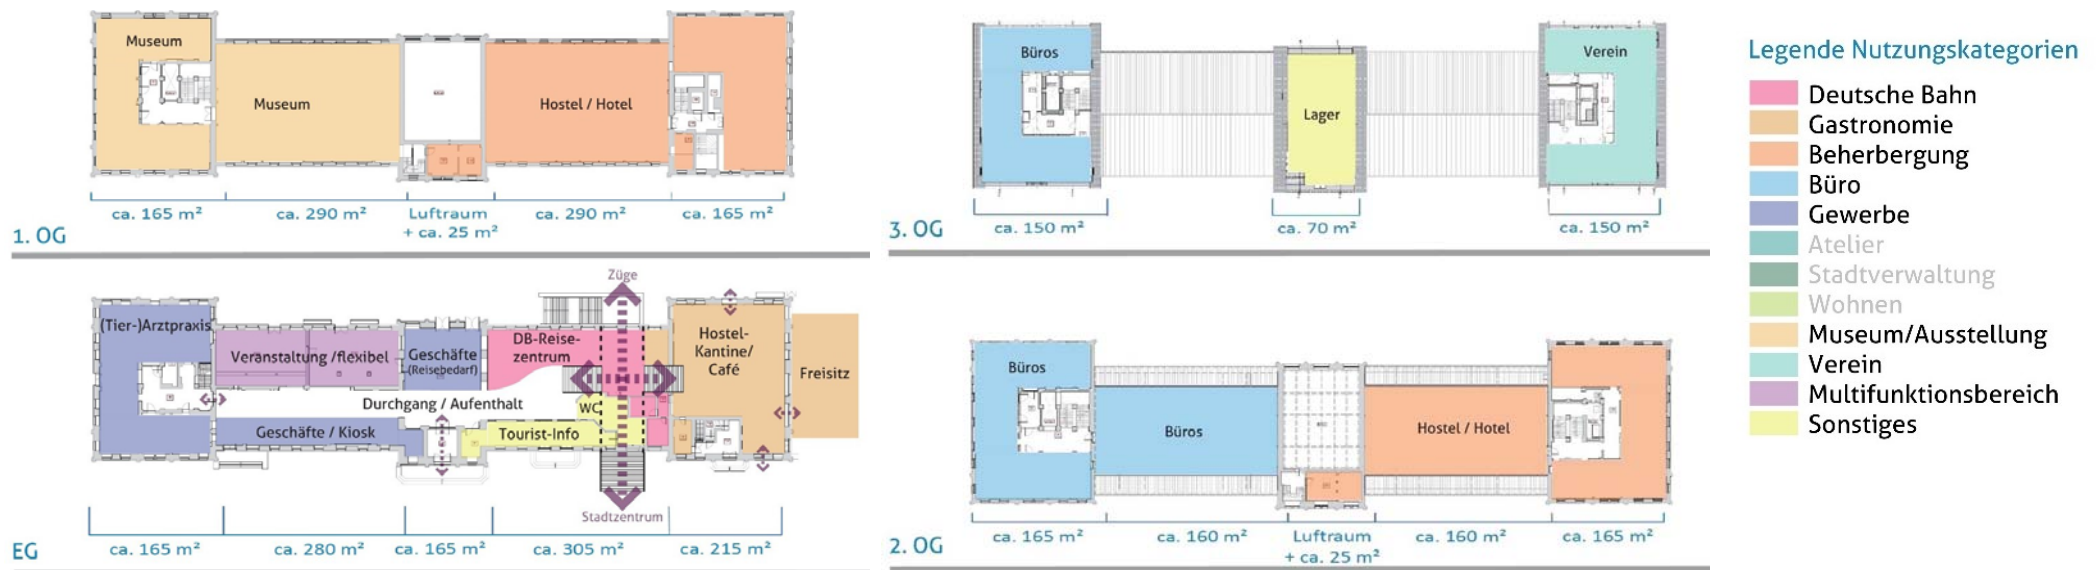 Museum
Museum
Hostel / Hotel
ca. 165 m²
ca. 290 m²
Luftraum
+ ca. 25 m²
ca. 290 m²
ca. 165 m²
1. OG
Züge
(Tier-)Arztpraxis
Veranstaltung /flexibel
Geschäfte
(Reisebedarf)
DB-Reise-
zentrum
Hostel-
Kantine/
Café
Freisitz
Durchgang / Aufenthalt
WC
Geschäfte / Kiosk
Tourist-Info
Stadtzentrum
ca. 165 m²
ca. 280 m²
ca. 165 m²
ca. 305 m²
ca. 215 m²
EG
Büros
Lager
Verein
ca. 150 m²
ca. 70 m²
ca. 150 m²
3. OG
Büros
Büros
Hostel / Hotel
ca. 165 m²
ca. 160 m²
Luftraum
+ ca. 25 m²
ca. 160 m²
ca. 165 m²
2. OG
Legende Nutzungskategorien
Deutsche Bahn
Gastronomie
Beherbergung
Büro
Gewerbe
Atelier
Stadtverwaltung
Wohnen
Museum/Ausstellung
Verein
Multifunktionsbereich
Sonstiges